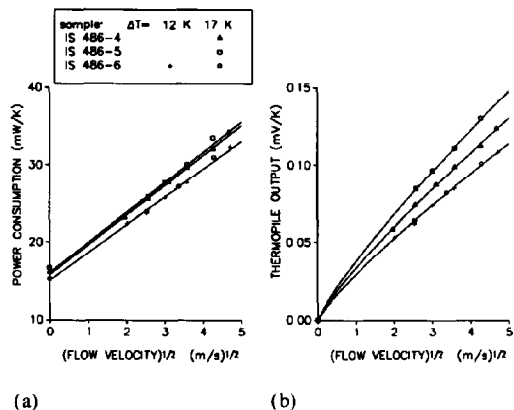 sample: ΔT= 12 K 17 K
IS 486-4
IS 486-5
IS 486-6
POWER CONSUMPTION (mW/K)
40
30
20
10
0 1 2 3 4 5
(FLOW VELOCITY)1/2 (m/s)1/2
(a)
THERMOPILE OUTPUT (mV/K)
0.15
0.10
0.05
0.00
0 1 2 3 4 5
(FLOW VELOCITY)1/2 (m/s)1/2
(b)